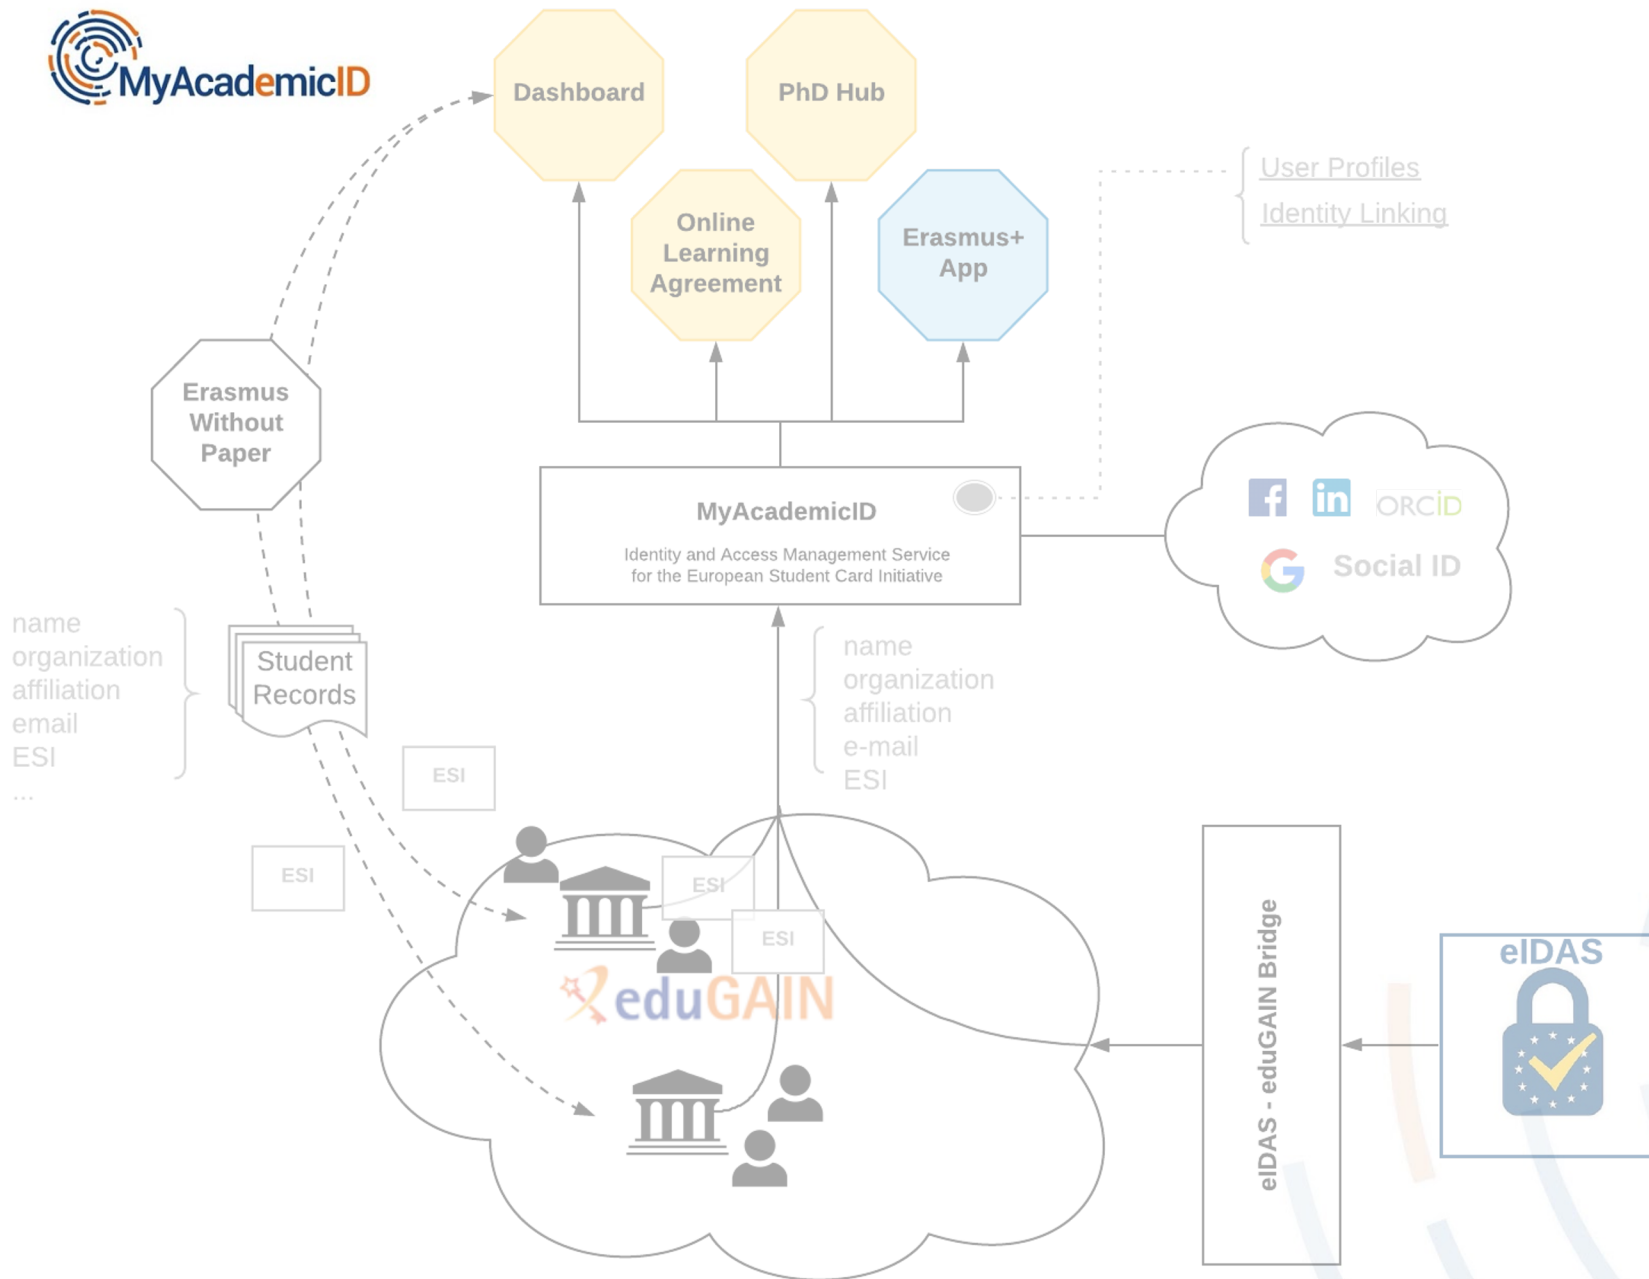 MyAcademicID
Dashboard
PhD Hub
Online
Learning
Agreement
Erasmus+
App
User Profiles
Identity Linking
Erasmus
Without
Paper
MyAcademicID
Identity and Access Management Service
for the European Student Card Initiative
ORCiD
Social ID
name
organization
affiliation
email
ESI
...
Student
Records
name
organization
affiliation
e-mail
ESI
ESI
ESI
ESI
ESI
eduGAIN
eIDAS - eduGAIN Bridge
eIDAS